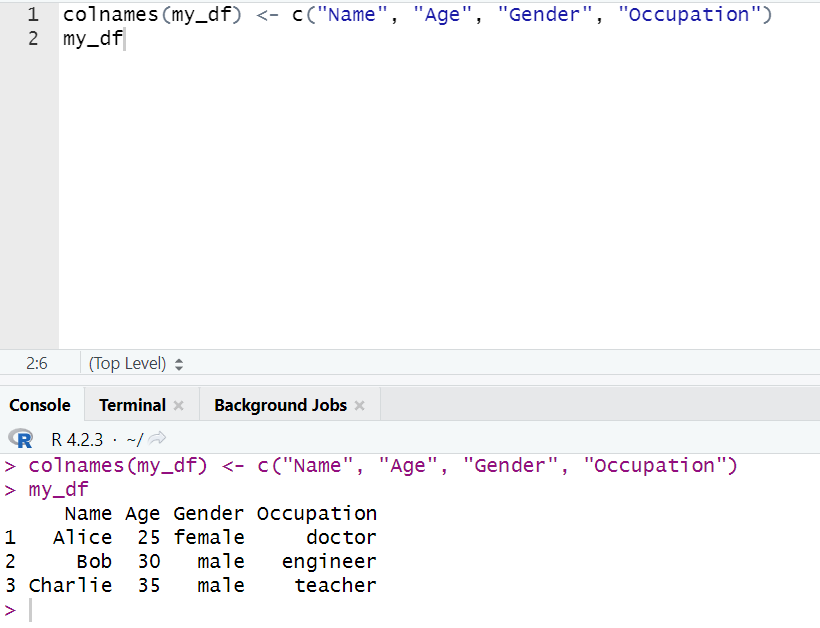 1 colnames(my_df) <- c("Name", "Age", "Gender", "Occupation")
2 my_df
2:6 (Top Level)
Console Terminal Background Jobs
R R 4.2.3 · ~/
> colnames(my_df) <- c("Name", "Age", "Gender", "Occupation")
> my_df
     Name Age Gender Occupation
1   Alice  25 female     doctor
2     Bob  30   male   engineer
3 Charlie  35   male    teacher
>